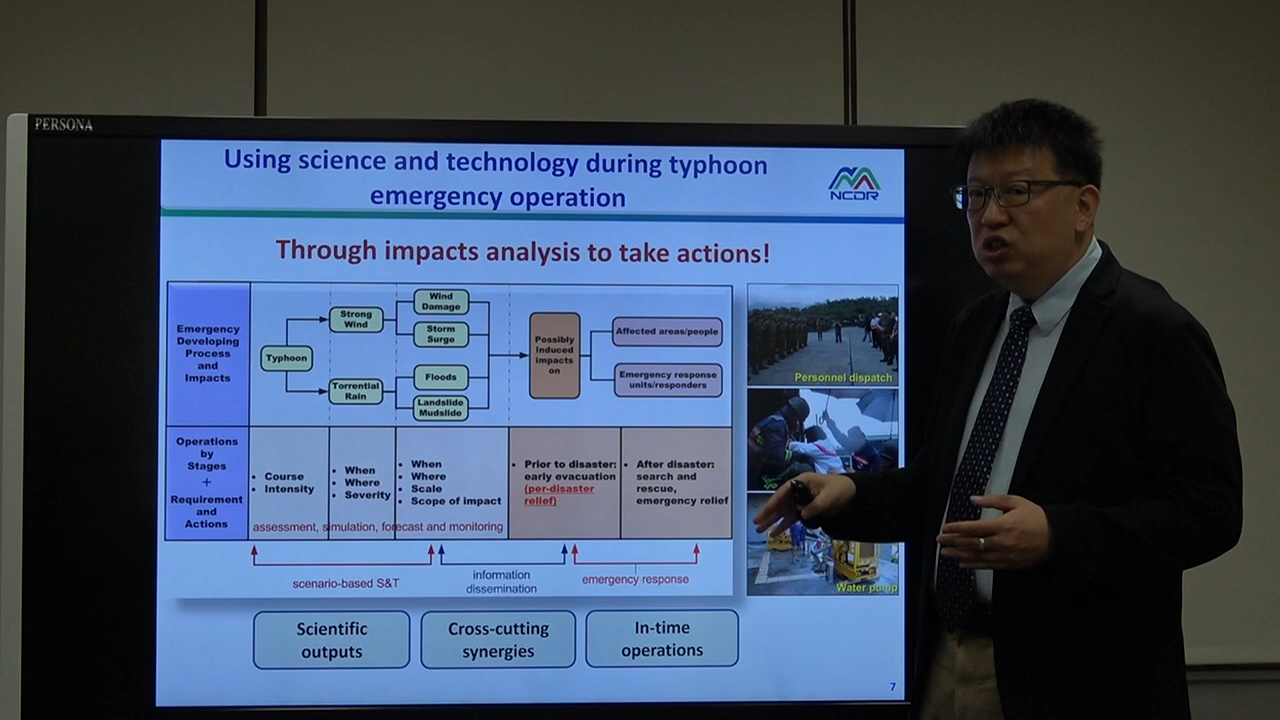 PERSONA
Using science and technology during typhoon
emergency operation
NCDR
Through impacts analysis to take actions!
Emergency
Developing
Process
and
Impacts
Typhoon
Strong
Wind
Torrential
Rain
Wind
Damage
Storm
Surge
Floods
Landslide
Mudslide
Possibly
Induced
impacts
on
Affected areas/people
Emergency response
units/responders
Operations
by
Stages
+
Requirement
and
Actions
• Course
• Intensity
• When
• Where
• Severity
• When
• Where
• Scale
• Scope of impact
• Prior to disaster:
early evacuation
(per-disaster
relief)
• After disaster:
search and
rescue,
emergency relief
assessment, simulation, forecast and monitoring
scenario-based S&T
information
dissemination
emergency response
Personnel dispatch
Water pump
Scientific
outputs
Cross-cutting
synergies
In-time
operations
7